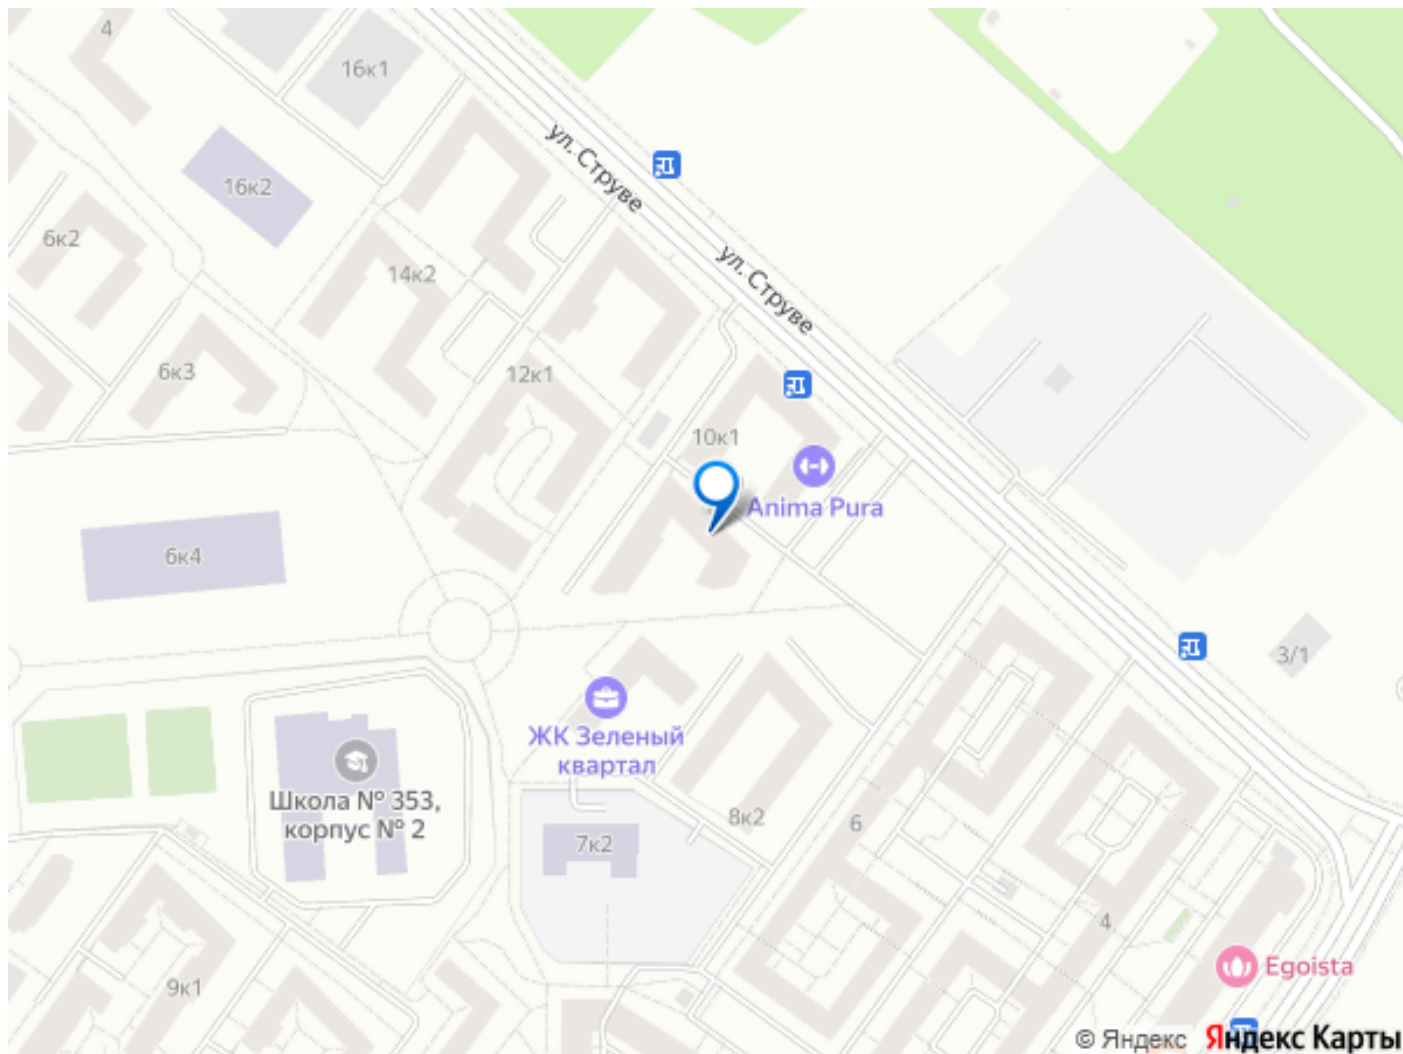 4
16к1
ул. Струве
16к2
6к2
14к2
ул. Струве
6к3
12к1
10к1
Anima Pura
6к4
3/1
ЖК Зеленый
квартал
Школа № 353,
корпус № 2
8к2
6
7к2
4
Egoista
9к1
© Яндекс Яндекс Карты